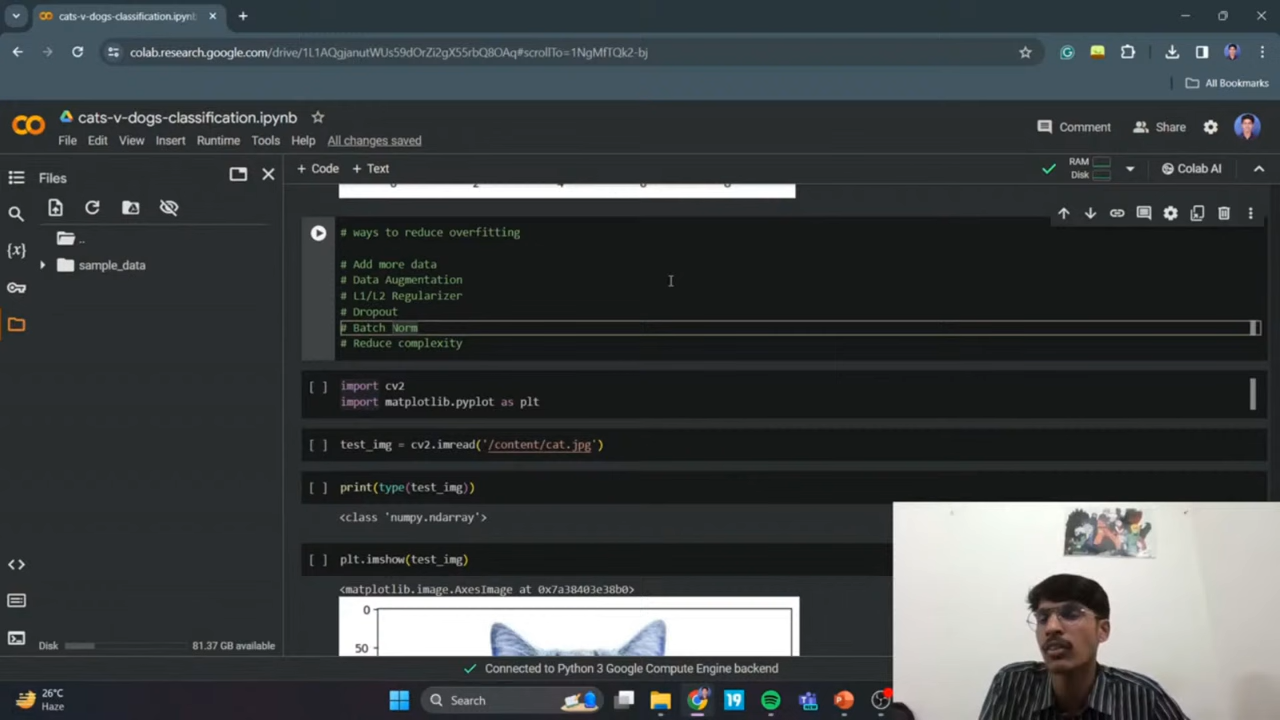 cats-v-dogs-classification.ipynb
colab.research.google.com/drive/1L1AQgjanutWUs59dOrZi2gX55rbQ8OAq#scrollTo=1NgMfTQk2-bj
All Bookmarks
cats-v-dogs-classification.ipynb
Comment
Share
File Edit View Insert Runtime Tools Help All changes saved
Files
+ Code + Text
RAM
Disk
Colab AI
..
sample_data
# ways to reduce overfitting
# Add more data
# Data Augmentation
# L1/L2 Regularizer
# Dropout
# Batch Norm
# Reduce complexity
[ ] import cv2
import matplotlib.pyplot as plt
[ ] test_img = cv2.imread('/content/cat.jpg')
[ ] print(type(test_img))
<class 'numpy.ndarray'>
[ ] plt.imshow(test_img)
<matplotlib.image.AxesImage at 0x7a38403e38b0>
0
50
Disk 81.37 GB available
Connected to Python 3 Google Compute Engine backend
26°C
Haze
Search
19